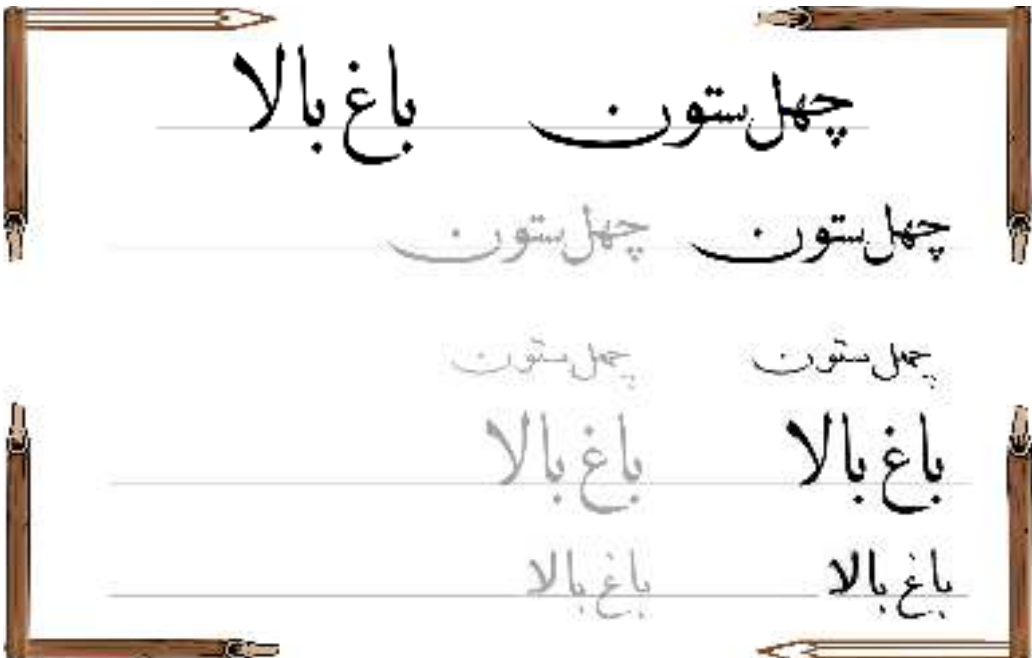 چهل ستون باغ بالا
چهل ستون چهل ستون
چهل ستون چهل ستون
باغ بالا باغ بالا
باغ بالا باغ بالا